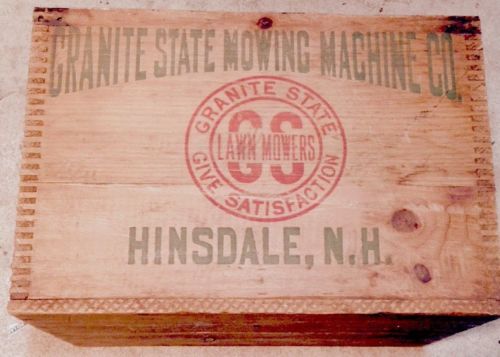 GRANITE STATE MOWING MACHINE CO.
GRANITE STATE
GS
LAWN MOWERS
GIVE SATISFACTION
HINSDALE, N.H.